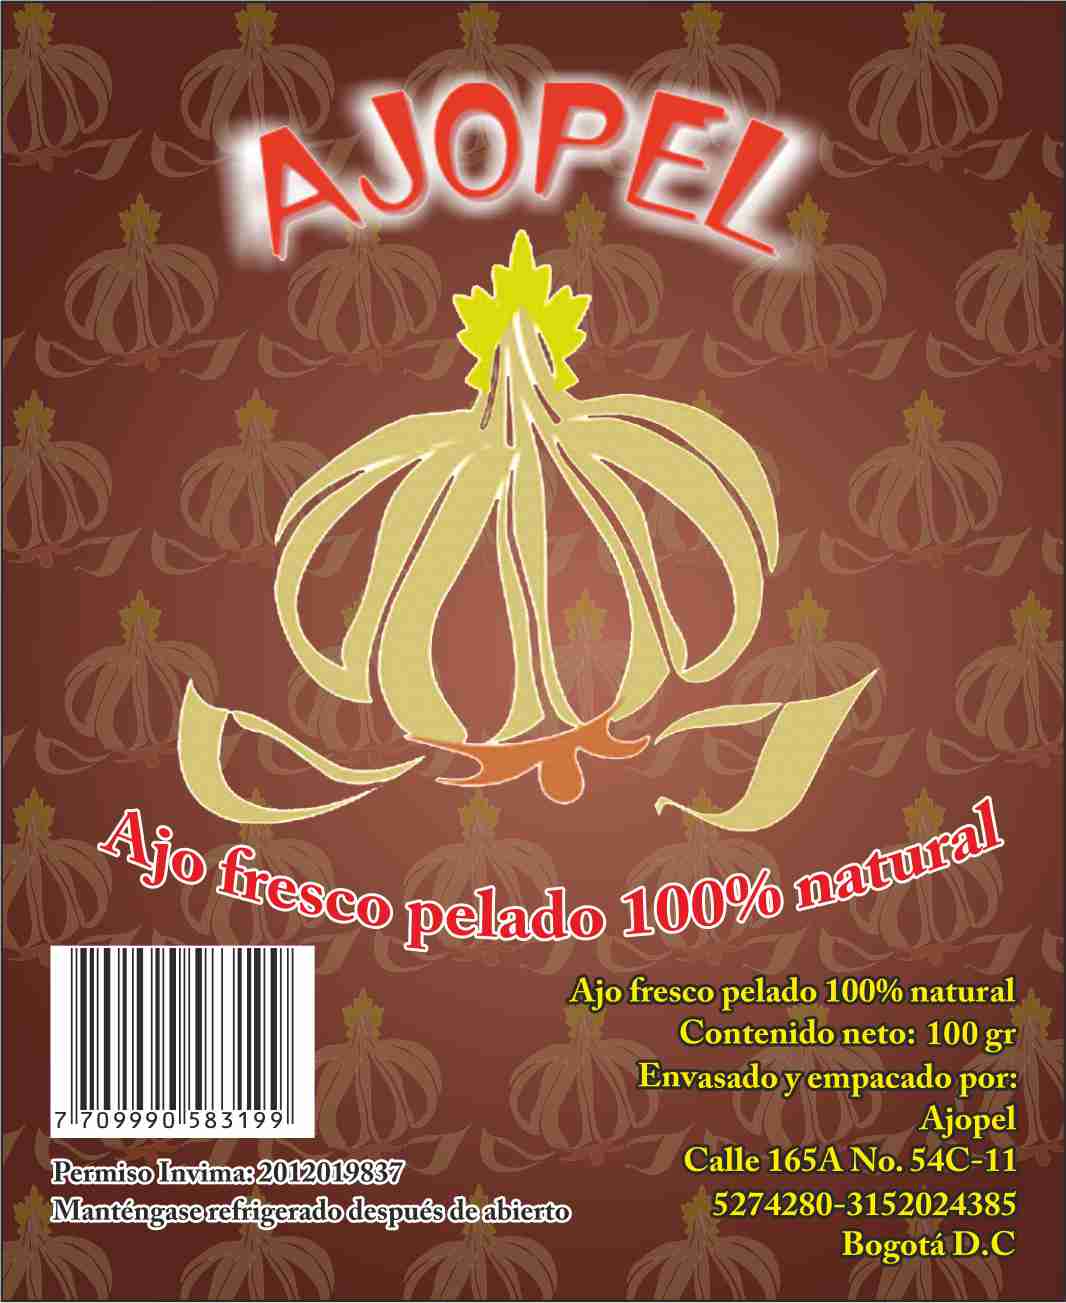 AJOPEL
Ajo fresco pelado 100% natural
7 709990 583199
Permiso Invima: 2012019837
Manténgase refrigerado después de abierto
Ajo fresco pelado 100% natural
Contenido neto: 100 gr
Envasado y empacado por:
Ajopel
Calle 165A No. 54C-11
5274280-3152024385
Bogotá D.C